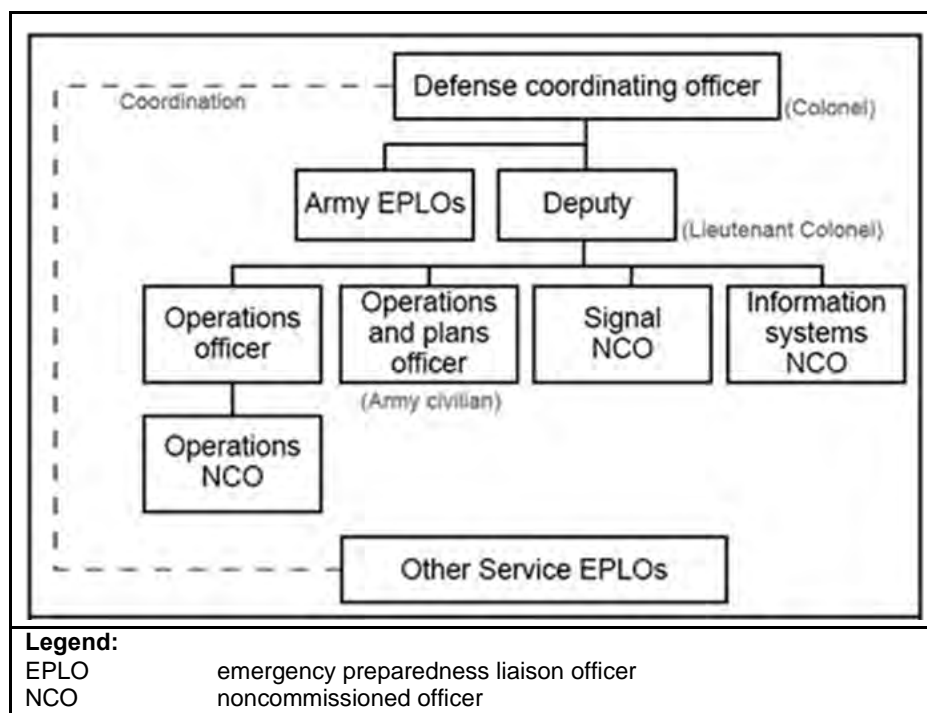 Defense coordinating officer
Coordination
(Colonel)
Army EPLOs
Deputy
(Lieutenant Colonel)
Operations
officer
Operations
and plans
officer
Signal
NCO
Information
systems
NCO
(Army civilian)
Operations
NCO
Other Service EPLOs
Legend:
EPLO emergency preparedness liaison officer
NCO noncommissioned officer